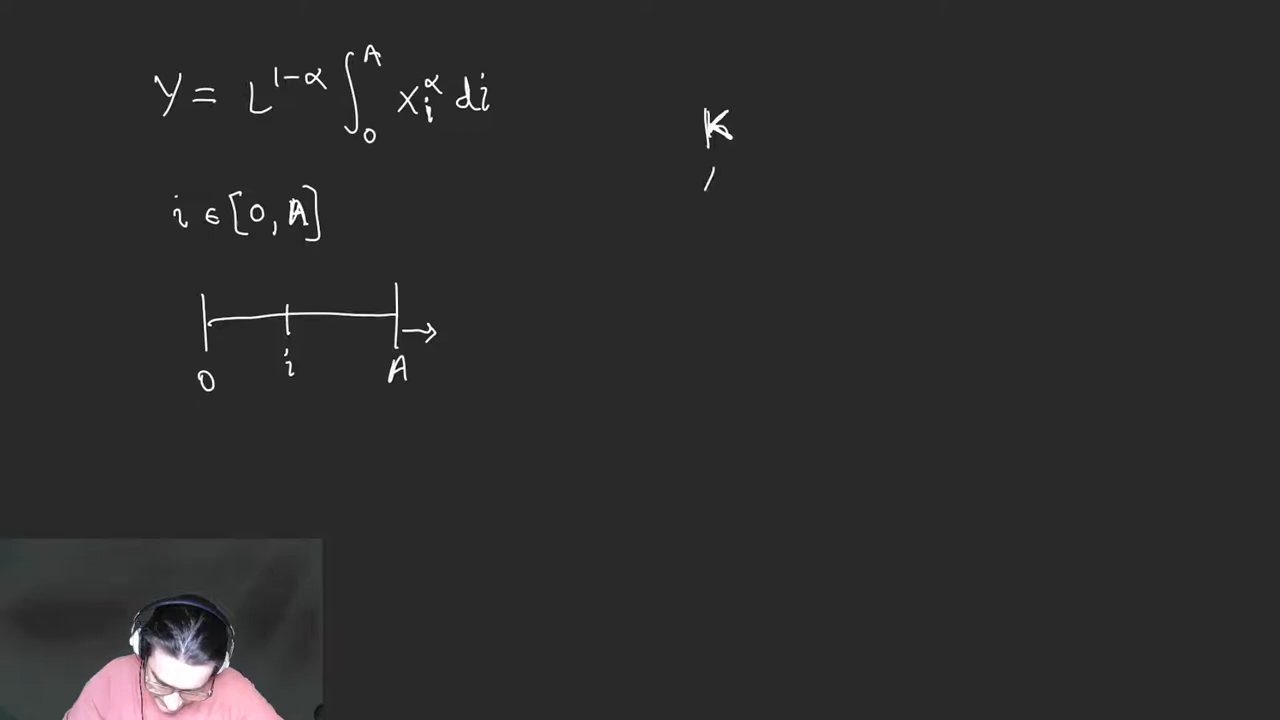 Y = L^{1-α} ∫_0^A x_i^α di
K
i ∈ [0, A]
0 i A